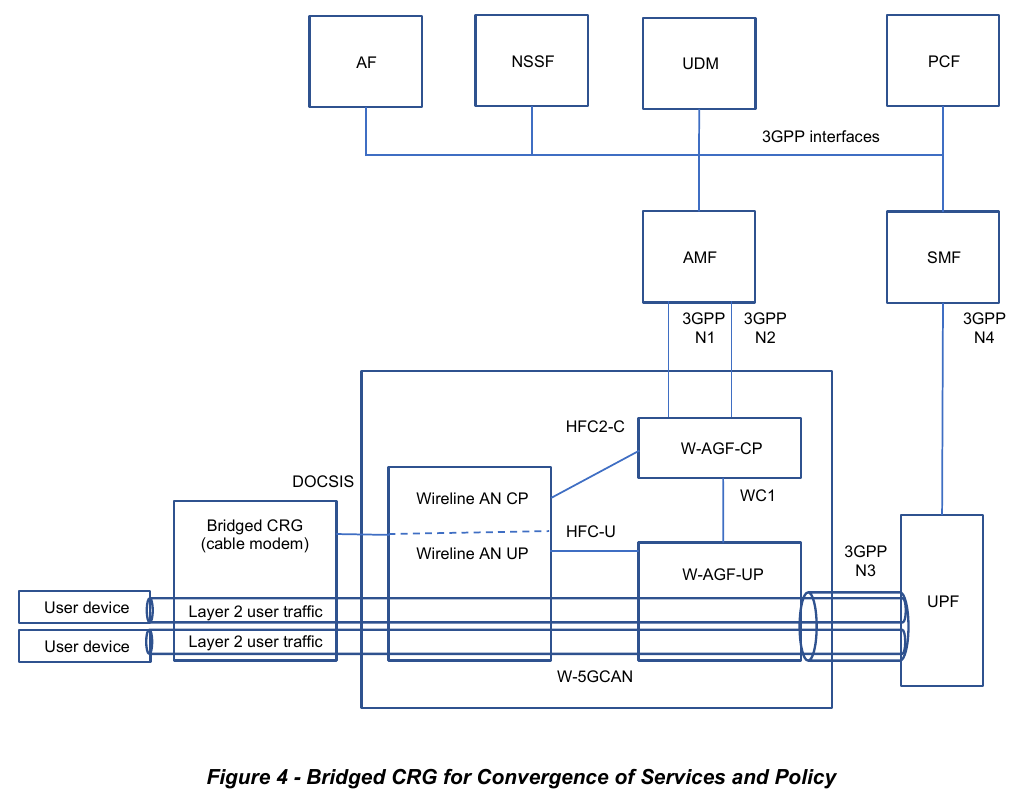 AF
NSSF
UDM
PCF
3GPP interfaces
AMF
SMF
3GPP
N1
3GPP
N2
3GPP
N4
HFC2-C
W-AGF-CP
DOCSIS
Wireline AN CP
WC1
Bridged CRG
(cable modem)
HFC-U
Wireline AN UP
W-AGF-UP
3GPP
N3
UPF
User device
Layer 2 user traffic
User device
Layer 2 user traffic
W-5GCAN
Figure 4 - Bridged CRG for Convergence of Services and Policy